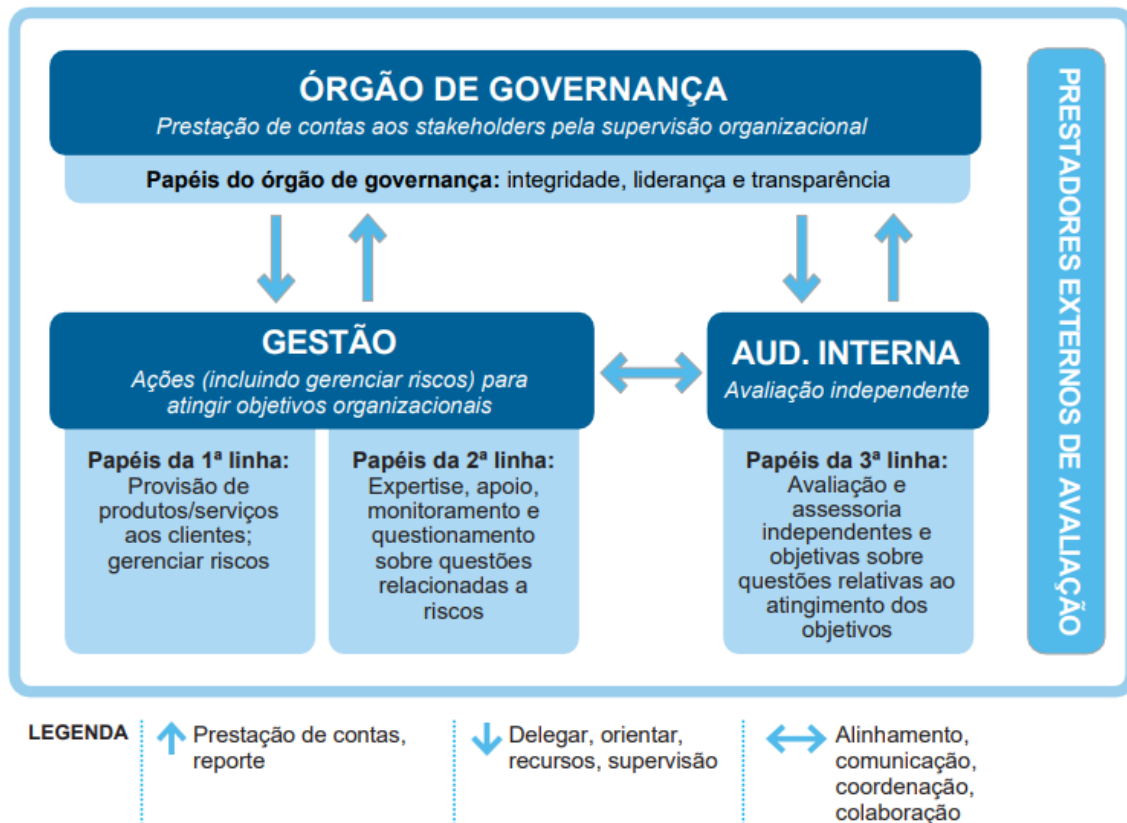 ÓRGÃO DE GOVERNANÇA
Prestação de contas aos stakeholders pela supervisão organizacional
Papéis do órgão de governança: integridade, liderança e transparência
GESTÃO
Ações (incluindo gerenciar riscos) para
atingir objetivos organizacionais
Papéis da 1ª linha:
Provisão de
produtos/serviços
aos clientes;
gerenciar riscos
Papéis da 2ª linha:
Expertise, apoio,
monitoramento e
questionamento
sobre questões
relacionadas a
riscos
AUD. INTERNA
Avaliação independente
Papéis da 3ª linha:
Avaliação e
assessoria
independentes e
objetivas sobre
questões relativas ao
atingimento dos
objetivos
PRESTADORES EXTERNOS DE AVALIAÇÃO
LEGENDA
Prestação de contas,
reporte
Delegar, orientar,
recursos, supervisão
Alinhamento,
comunicação,
coordenação,
colaboração